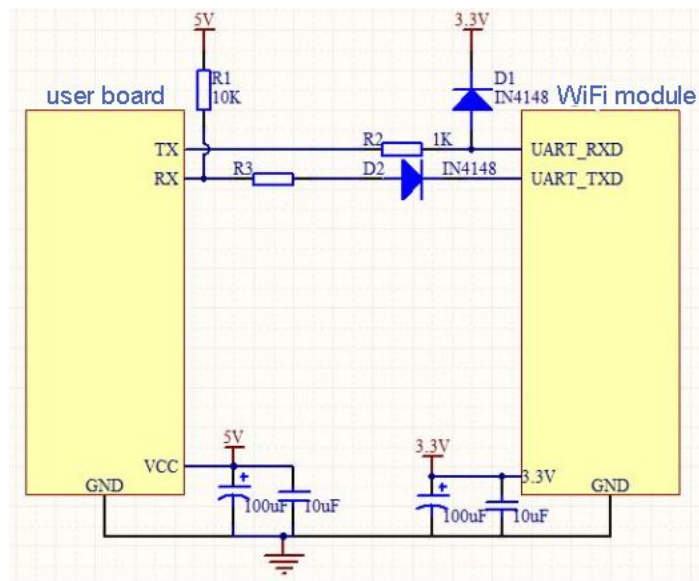 5V
3.3V
R1
10K
D1
IN4148
user board
WiFi module
TX
R2
1K
UART_RXD
RX
R3
D2
IN4148
UART_TXD
5V
3.3V
VCC
3.3V
GND
+
100uF
10uF
+
100uF
10uF
GND